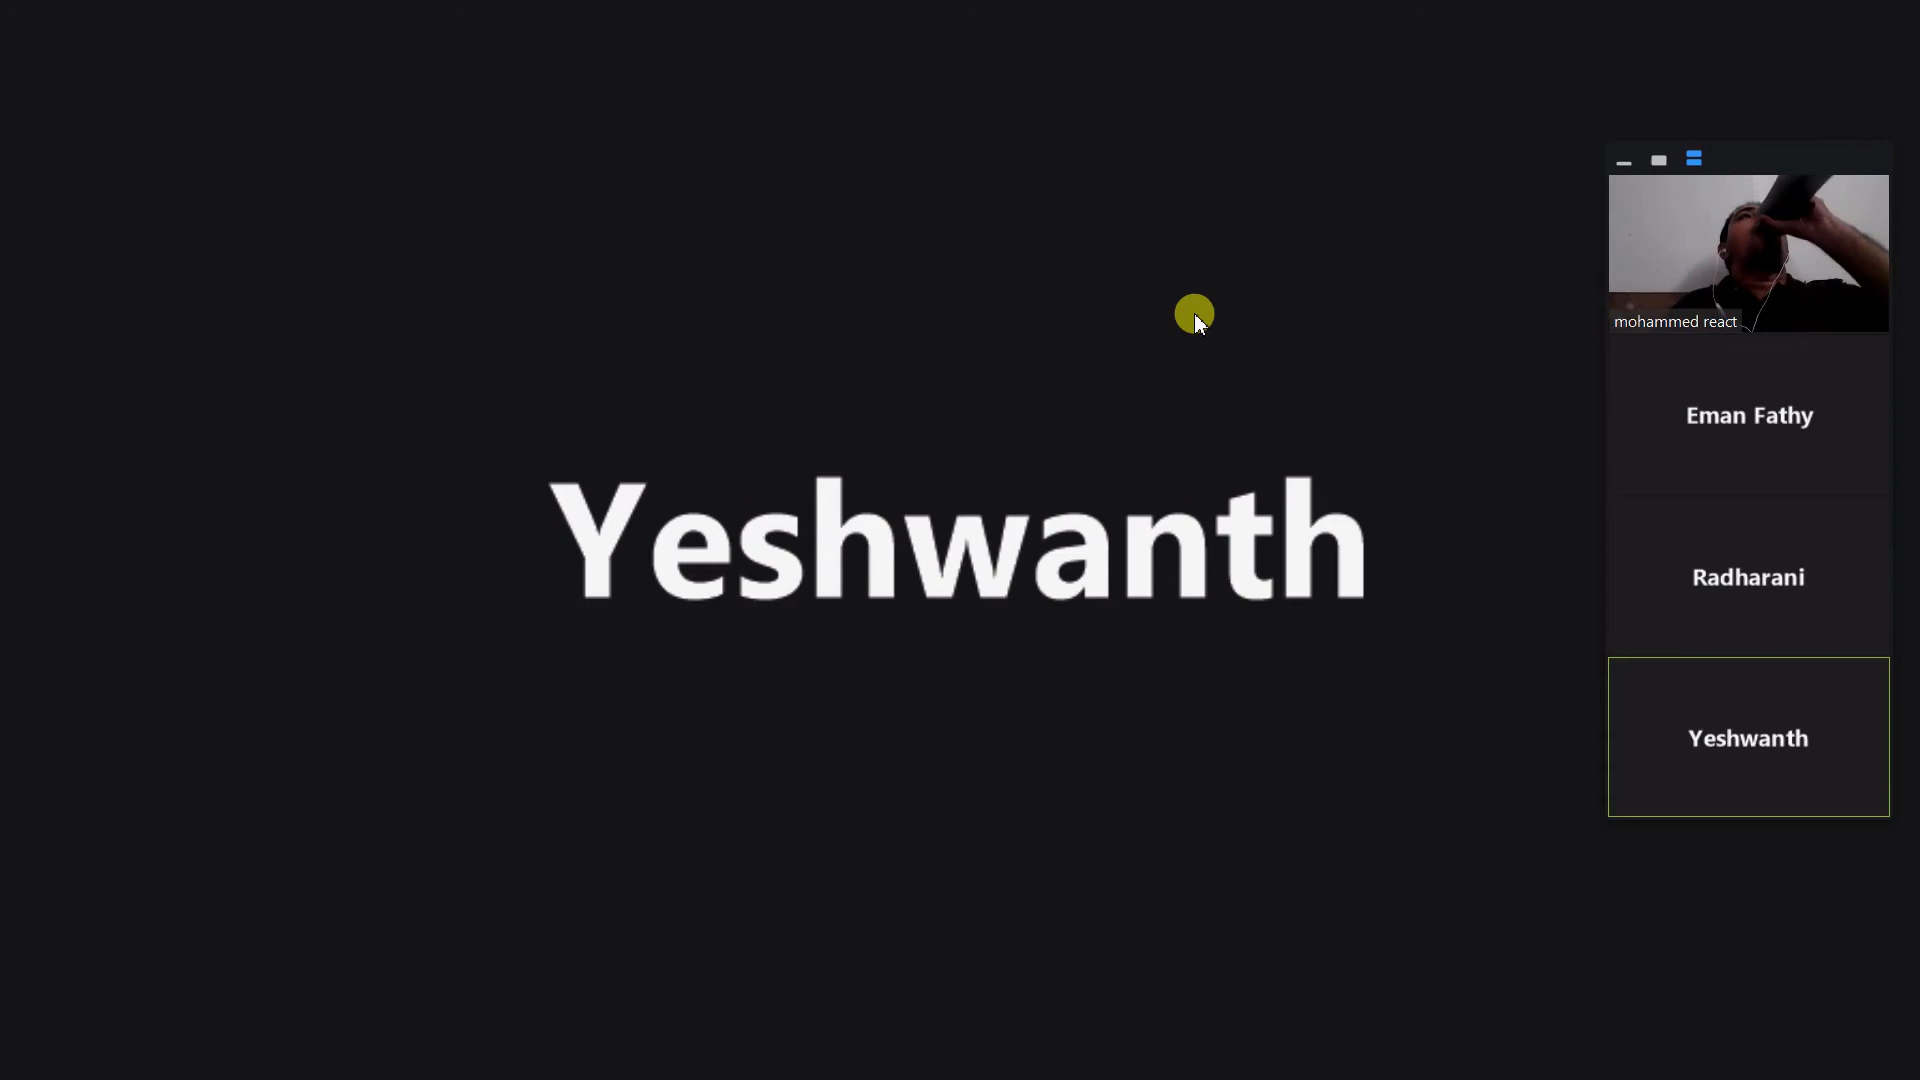 Yeshwanth
mohammed react
Eman Fathy
Radharani
Yeshwanth